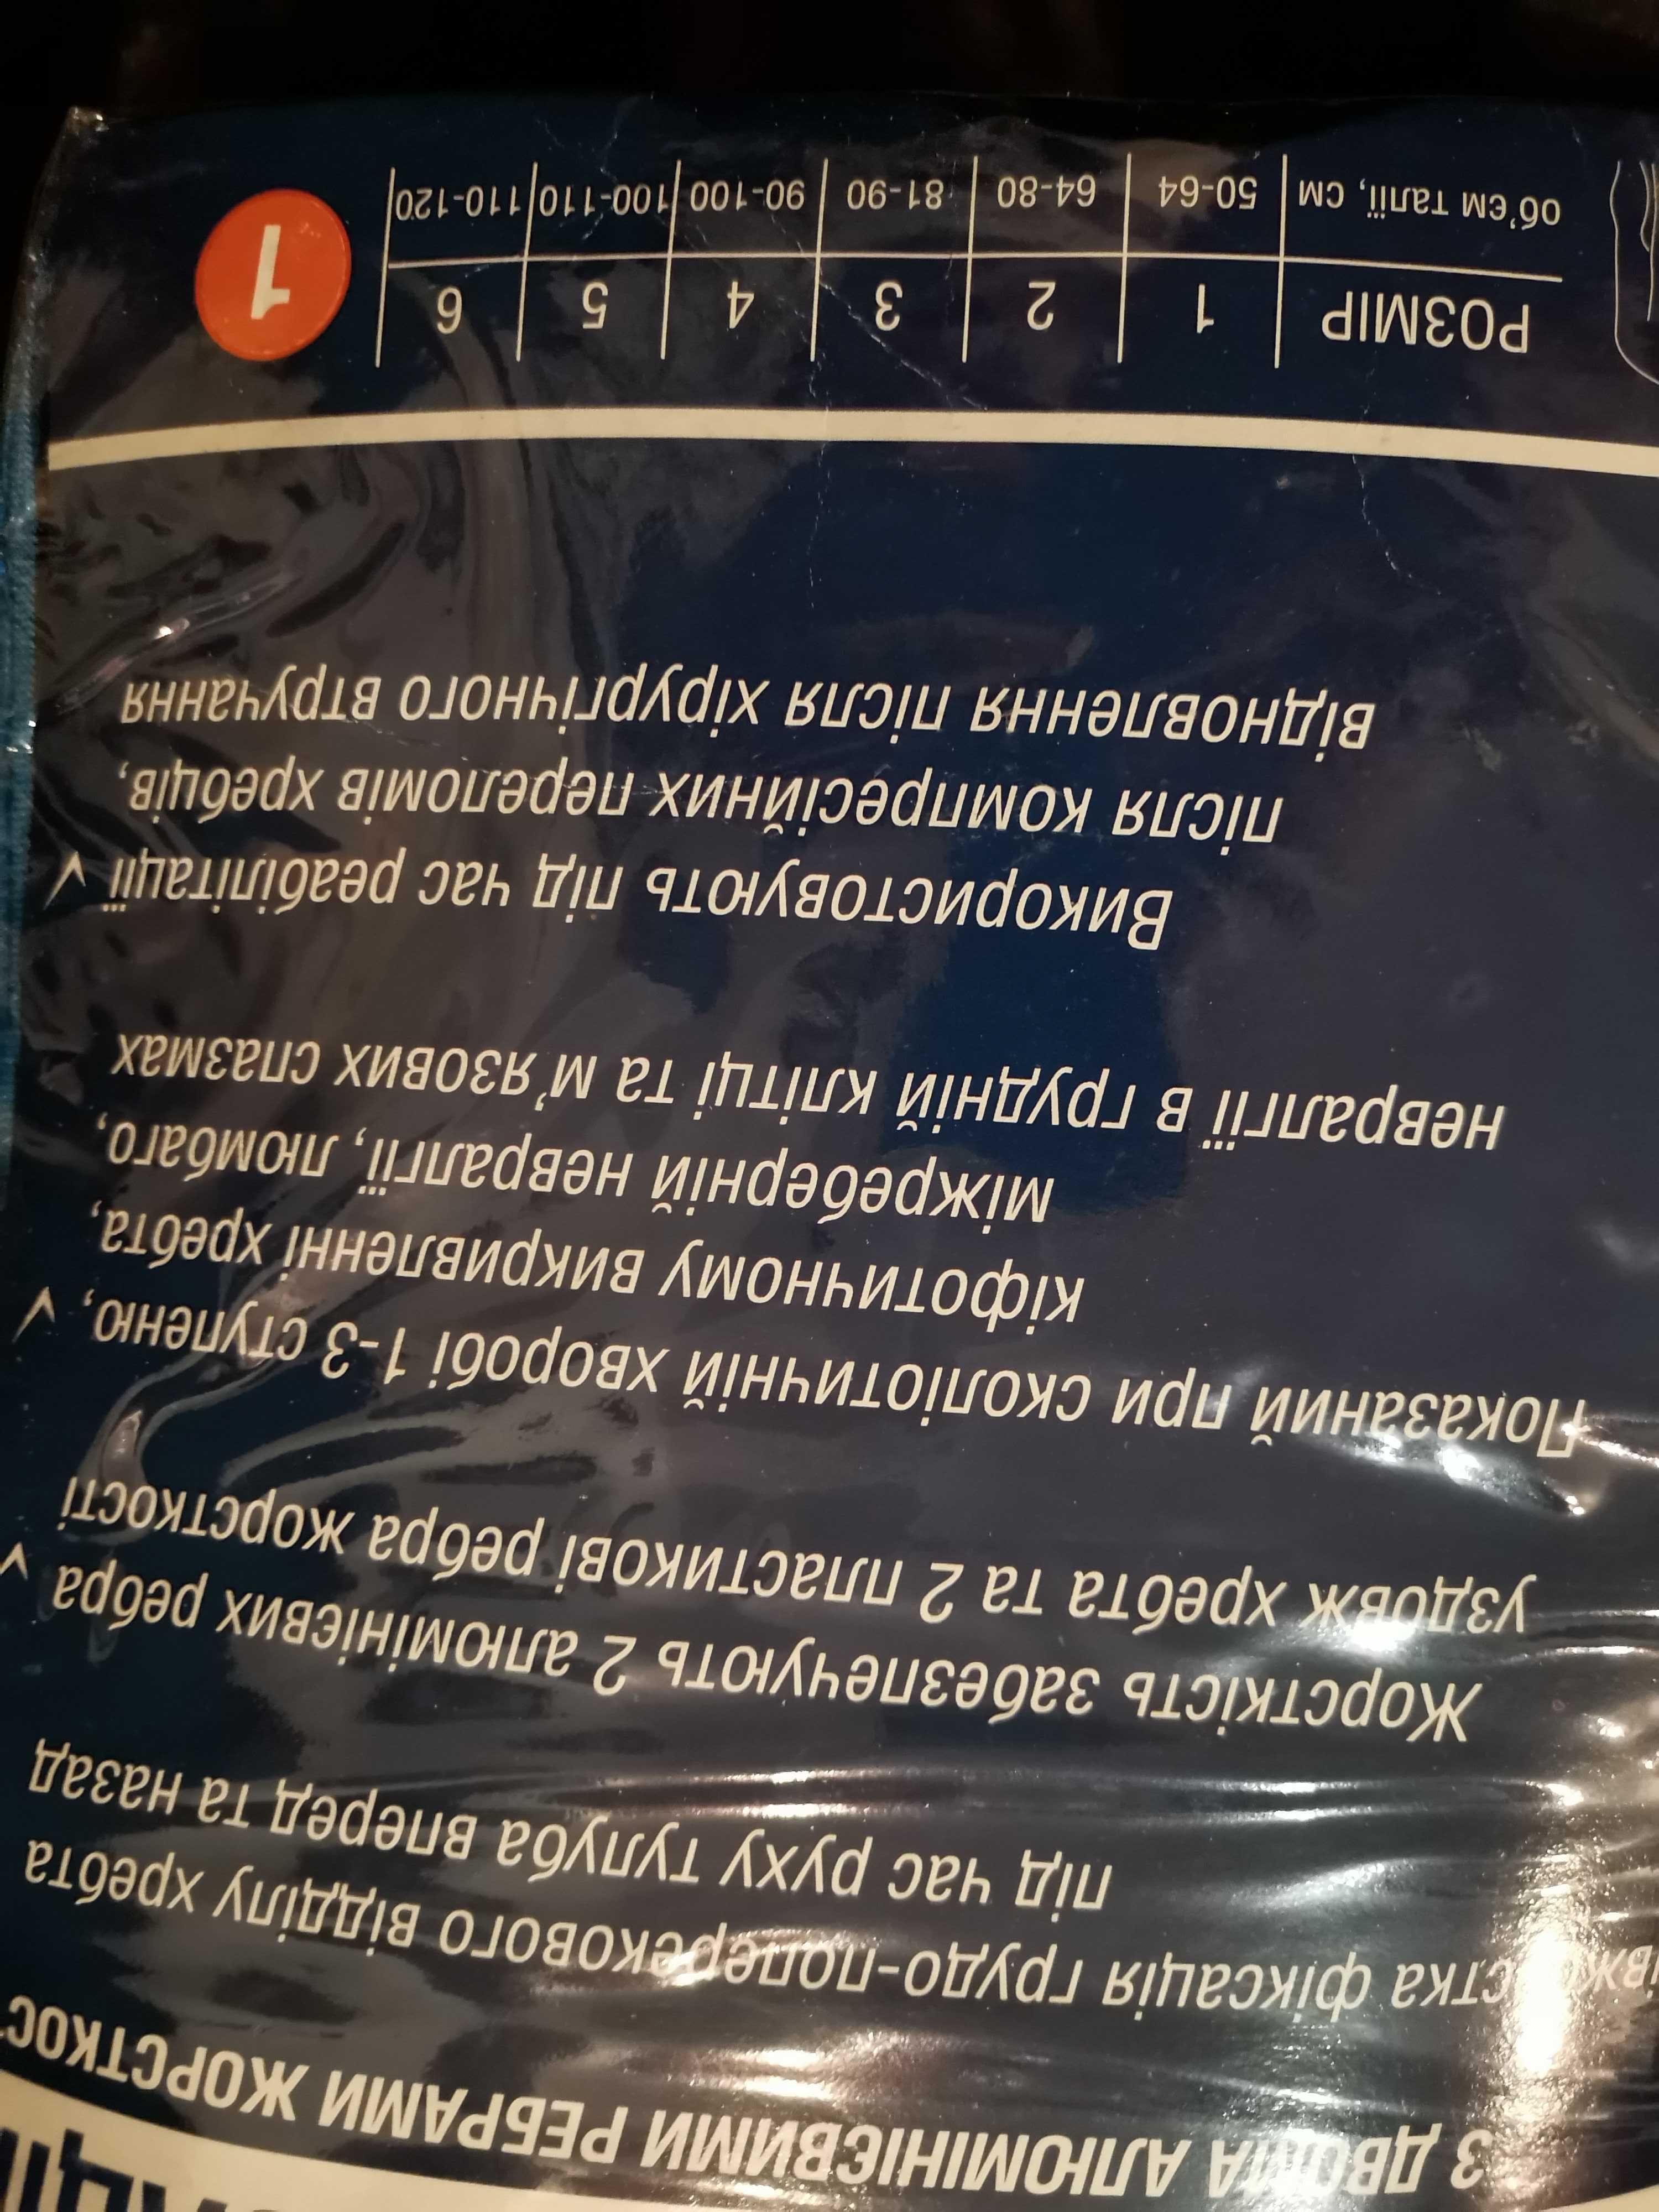 З ДВОМА АЛЮМІНІЄВИМИ РЕБРАМИ ЖОРСТКОС
фіксація грудо-поперекового відділу хребта
під час руху тулуба вперед та назад
Жорсткість забезпечують 2 алюмінієвих ребра
уздовж хребта та 2 пластикові ребра жорсткості
Показаний при сколіотичній хворобі 1-3 ступеню,
кіфотичному викривленні хребта,
міжреберній невралгії, люмбаго,
невралгії в грудній клітці та м'язових спазмах
Використовують під час реабілітації
після компресійних переломів хребців,
відновлення після хірургічного втручання
РОЗМІР 1 2 3 4 5 6
об'єм талії, см 50-64 64-80 81-90 90-100 100-110 110-120
1